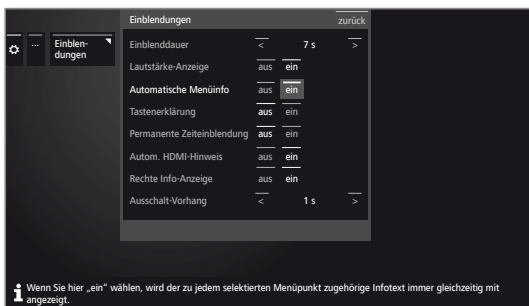 Einblendungen zurück
... Einblen-
dungen
Einblenddauer < 7 s >
Lautstärke-Anzeige aus ein
Automatische Menüinfo aus ein
Tastenerklärung aus ein
Permanente Zeiteinblendung aus ein
Autom. HDMI-Hinweis aus ein
Rechte Info-Anzeige aus ein
Ausschalt-Vorhang < 1 s >
i Wenn Sie hier „ein“ wählen, wird der zu jedem selektierten Menüpunkt zugehörige Infotext immer gleichzeitig mit
angezeigt.